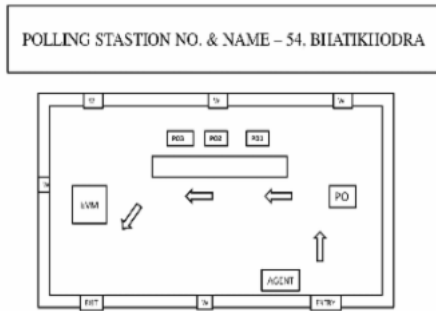 POLLING STASTION NO. & NAME – 54. BHATIKHODRA
PO3 PO2 PO1
EVM
PO
AGENT
EXIT
ENTRY